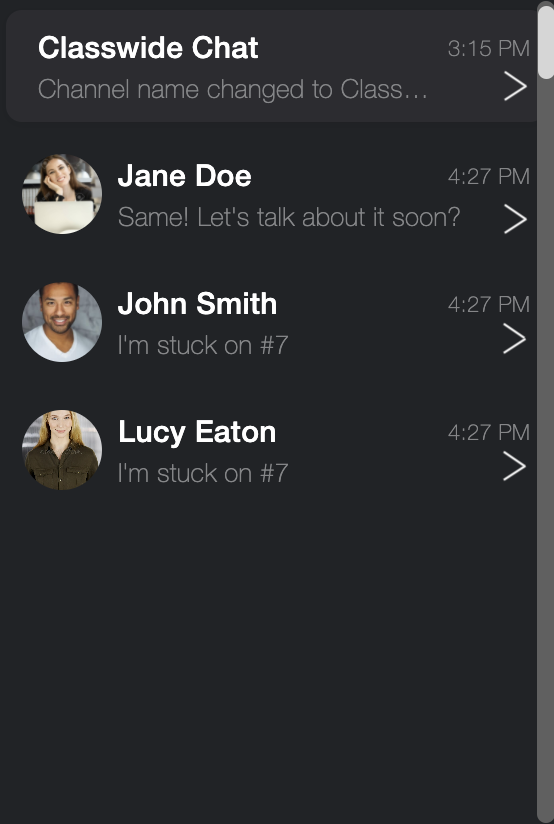 Classwide Chat
3:15 PM
Channel name changed to Class...
Jane Doe
4:27 PM
Same! Let's talk about it soon?
John Smith
4:27 PM
I'm stuck on #7
Lucy Eaton
4:27 PM
I'm stuck on #7